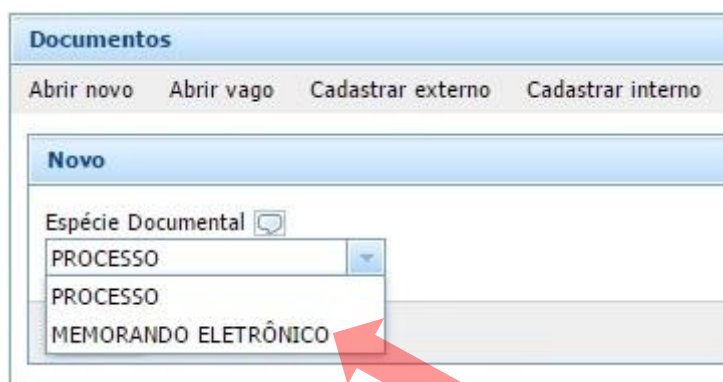 Documentos
Abrir novo Abrir vago Cadastrar externo Cadastrar interno
Novo
Espécie Documental
PROCESSO
PROCESSO
MEMORANDO ELETRÔNICO